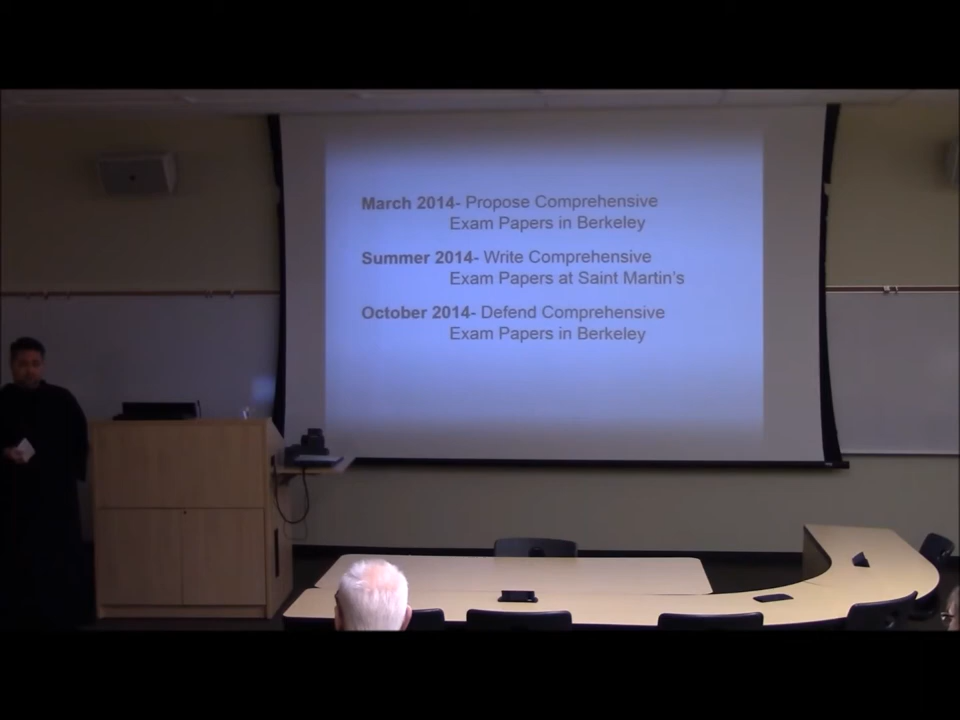 March 2014- Propose Comprehensive
Exam Papers in Berkeley
Summer 2014- Write Comprehensive
Exam Papers at Saint Martin's
October 2014- Defend Comprehensive
Exam Papers in Berkeley